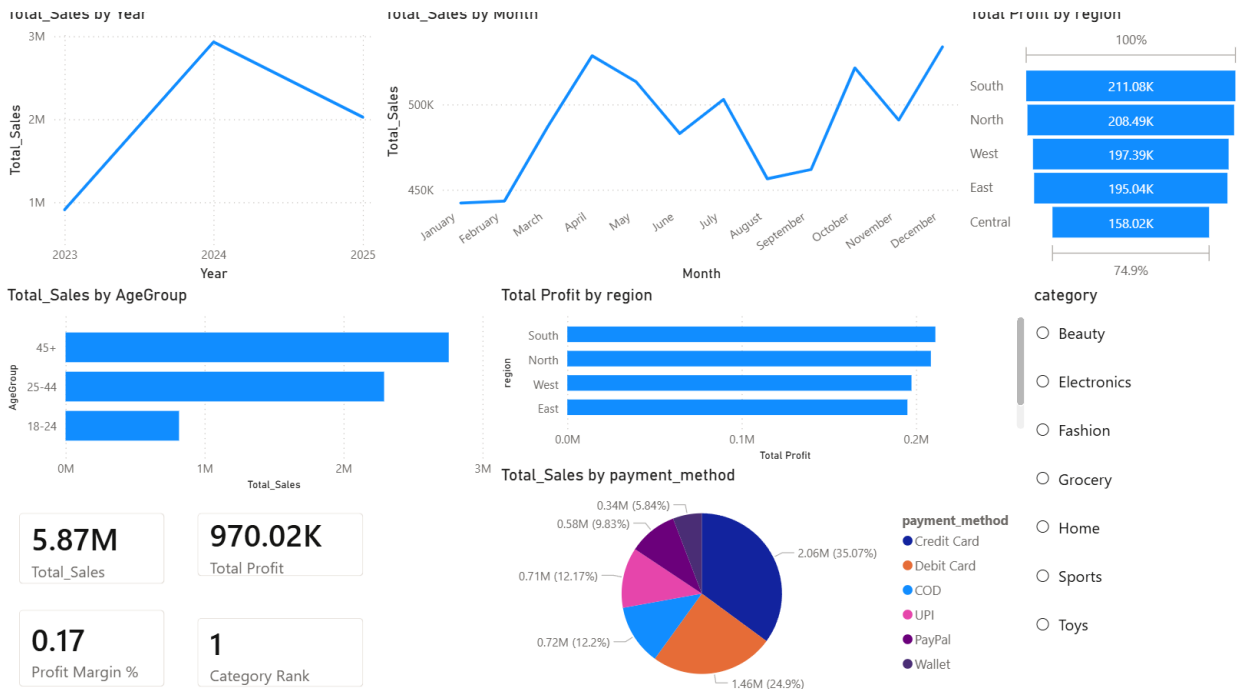 Total_Sales by Year
3M
2M
1M
Total_Sales
2023
2024
2025
Year
Total_Sales by Month
500K
450K
Total_Sales
January
February
March
April
May
June
July
August
September
October
November
December
Month
Total Profit by region
100%
South
211.08K
North
208.49K
West
197.39K
East
195.04K
Central
158.02K
74.9%
Total_Sales by AgeGroup
AgeGroup
45+
25-44
18-24
0M
1M
2M
3M
Total_Sales
Total Profit by region
region
South
North
West
East
0.0M
0.1M
0.2M
Total Profit
category
Beauty
Electronics
Fashion
Grocery
Home
Sports
Toys
5.87M
Total_Sales
970.02K
Total Profit
0.17
Profit Margin %
1
Category Rank
Total_Sales by payment_method
0.34M (5.84%)
0.58M (9.83%)
0.71M (12.17%)
0.72M (12.2%)
2.06M (35.07%)
1.46M (24.9%)
payment_method
Credit Card
Debit Card
COD
UPI
PayPal
Wallet